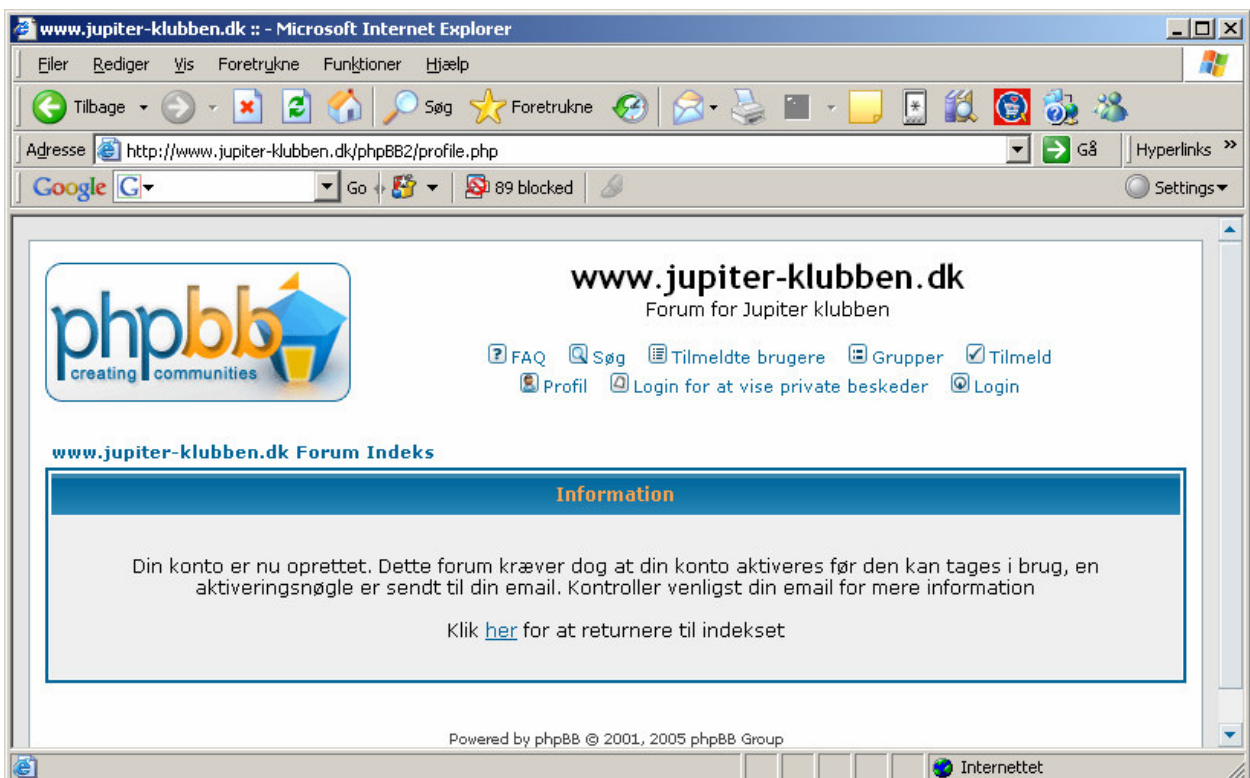 www.jupiter-klubben.dk :: - Microsoft Internet Explorer
Filer Rediger Vis Foretrukne Funktioner Hjælp
Tilbage Søg Foretrukne
Adresse http://www.jupiter-klubben.dk/phpBB2/profile.php Gå Hyperlinks »
Google G Go 89 blocked Settings
phpbb
creating communities
www.jupiter-klubben.dk
Forum for Jupiter klubben
FAQ Søg Tilmeldte brugere Grupper Tilmeld
Profil Login for at vise private beskeder Login
www.jupiter-klubben.dk Forum Indeks
Information
Din konto er nu oprettet. Dette forum kræver dog at din konto aktiveres før den kan tages i brug, en
aktiveringsnøgle er sendt til din email. Kontroller venligst din email for mere information
Klik her for at returnere til indekset
Powered by phpBB © 2001, 2005 phpBB Group
Internettet